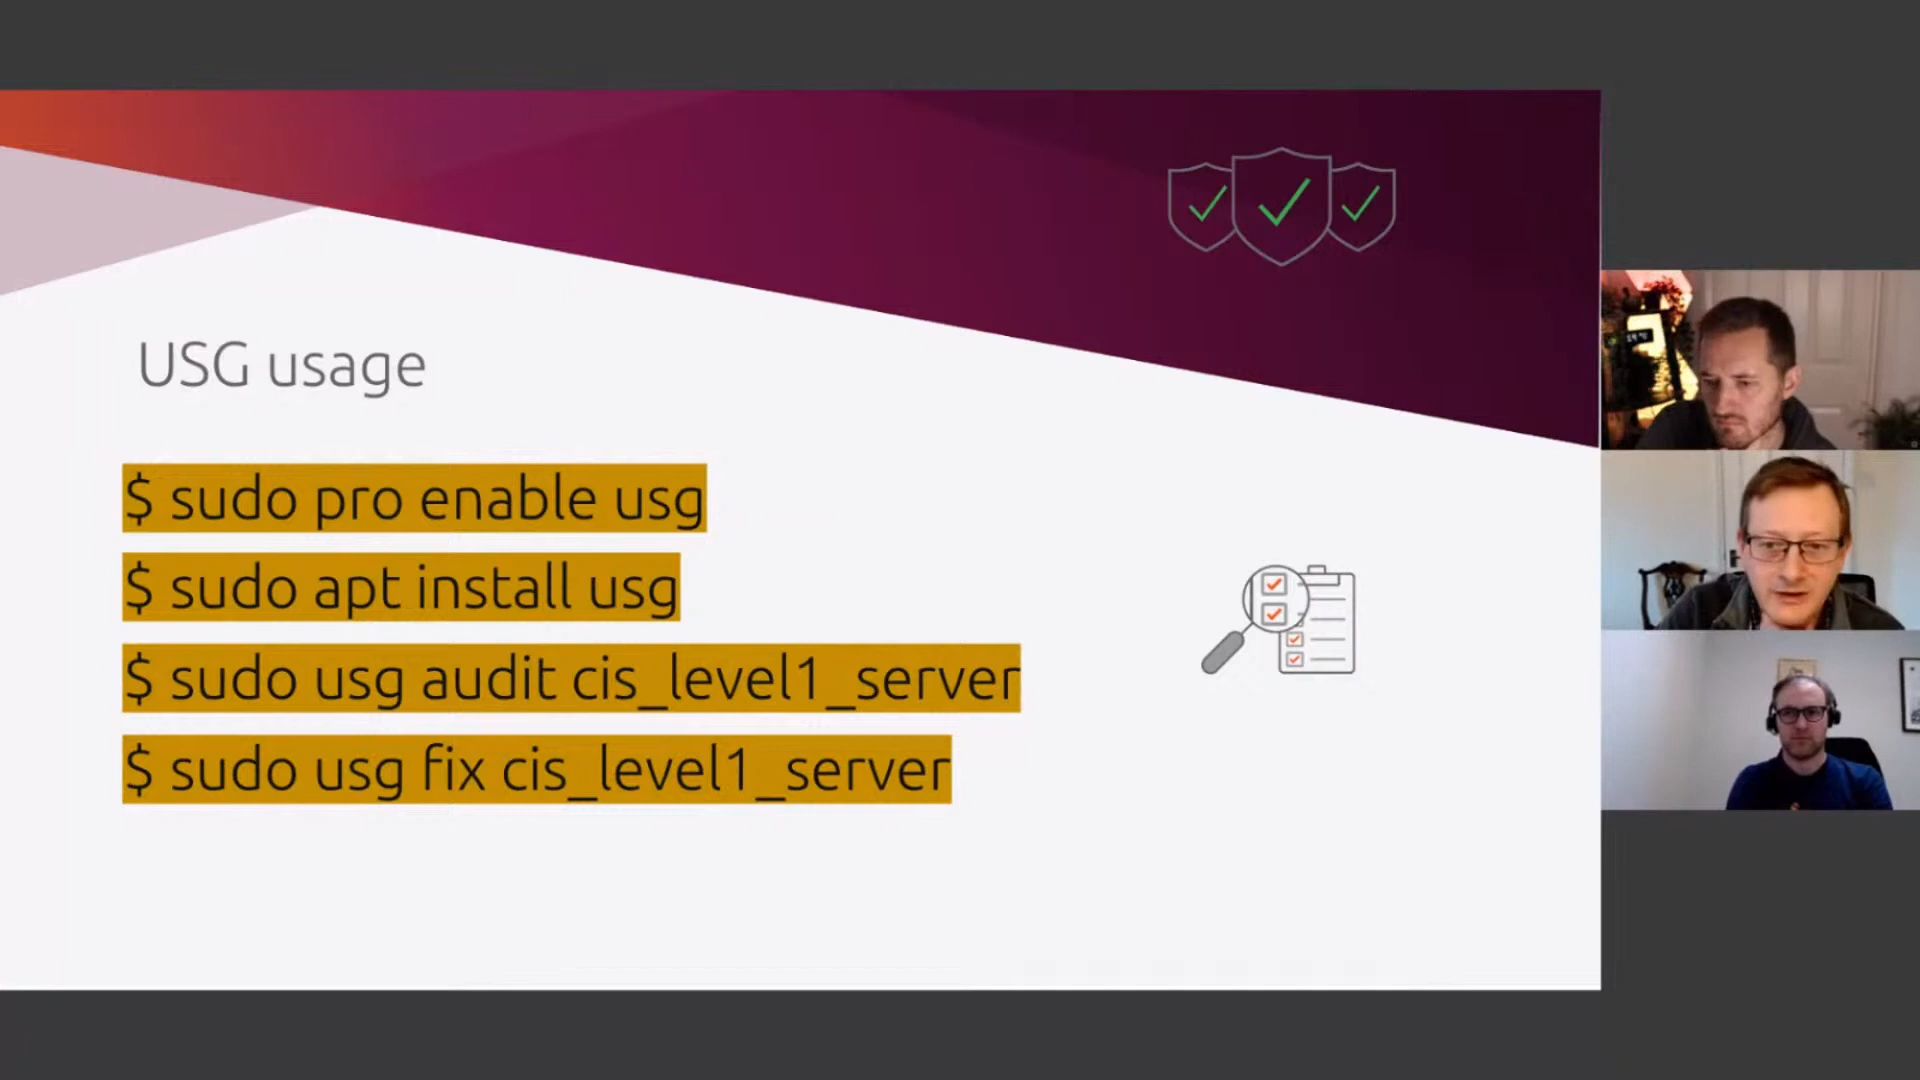 USG usage
$ sudo pro enable usg
$ sudo apt install usg
$ sudo usg audit cis_level1_server
$ sudo usg fix cis_level1_server